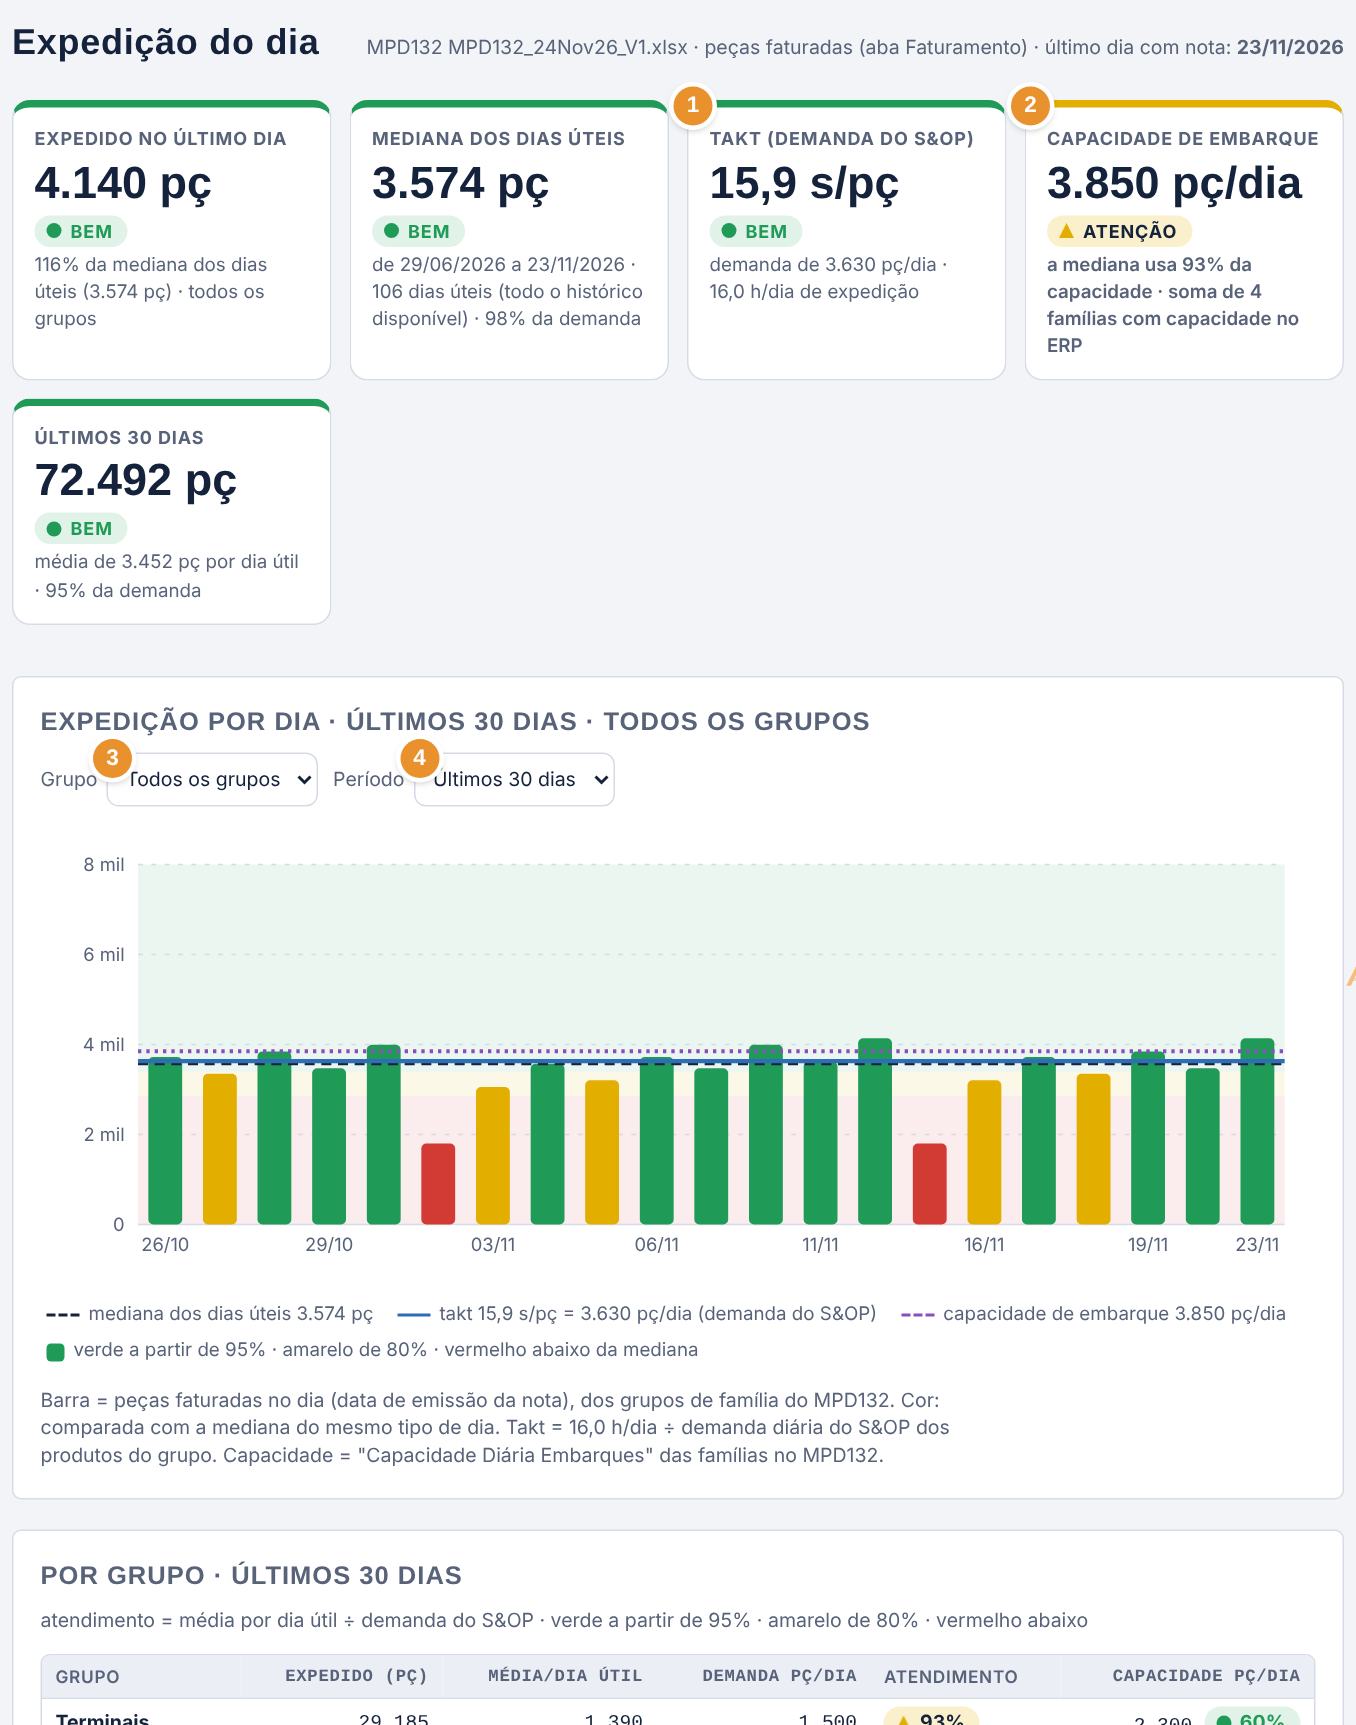 Expedição do dia
MPD132 MPD132_24Nov26_V1.xlsx · peças faturadas (aba Faturamento) · último dia com nota: 23/11/2026
EXPEDIDO NO ÚLTIMO DIA
4.140 pç
BEM
116% da mediana dos dias
úteis (3.574 pç) · todos os
grupos
MEDIANA DOS DIAS ÚTEIS
3.574 pç
BEM
de 29/06/2026 a 23/11/2026 ·
106 dias úteis (todo o histórico
disponível) · 98% da demanda
1
TAKT (DEMANDA DO S&OP)
15,9 s/pç
BEM
demanda de 3.630 pç/dia ·
16,0 h/dia de expedição
2
CAPACIDADE DE EMBARQUE
3.850 pç/dia
ATENÇÃO
a mediana usa 93% da
capacidade · soma de 4
famílias com capacidade no
ERP
ÚLTIMOS 30 DIAS
72.492 pç
BEM
média de 3.452 pç por dia útil
· 95% da demanda
EXPEDIÇÃO POR DIA · ÚLTIMOS 30 DIAS · TODOS OS GRUPOS
Grupo 3 Todos os grupos Período 4 Últimos 30 dias
8 mil
6 mil
4 mil
2 mil
0
26/10 29/10 03/11 06/11 11/11 16/11 19/11 23/11
mediana dos dias úteis 3.574 pç takt 15,9 s/pç = 3.630 pç/dia (demanda do S&OP) capacidade de embarque 3.850 pç/dia
verde a partir de 95% · amarelo de 80% · vermelho abaixo da mediana
Barra = peças faturadas no dia (data de emissão da nota), dos grupos de família do MPD132. Cor:
comparada com a mediana do mesmo tipo de dia. Takt = 16,0 h/dia ÷ demanda diária do S&OP dos
produtos do grupo. Capacidade = "Capacidade Diária Embarques" das famílias no MPD132.
POR GRUPO · ÚLTIMOS 30 DIAS
atendimento = média por dia útil ÷ demanda do S&OP · verde a partir de 95% · amarelo de 80% · vermelho abaixo
GRUPO EXPEDIDO (PÇ) MÉDIA/DIA ÚTIL DEMANDA PÇ/DIA ATENDIMENTO CAPACIDADE PÇ/DIA
Terminais 29.185 1.390 1.500 93% 2.300 60%